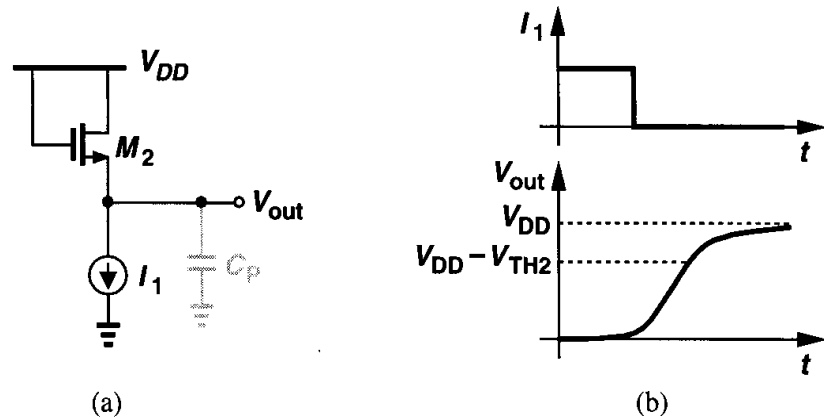 V_DD
M_2
V_out
I_1
C_P
(a)
I_1
t
V_out
V_DD
V_DD – V_TH2
t
(b)